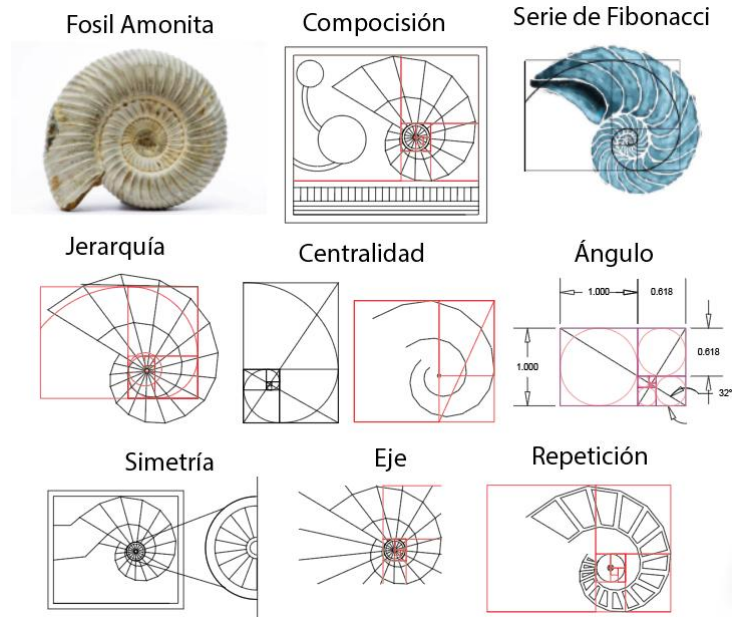 Fosil Amonita
Compocisión
Serie de Fibonacci
Jerarquía
Centralidad
Ángulo
1.000
0.618
1.000
0.618
32°
Simetría
Eje
Repetición